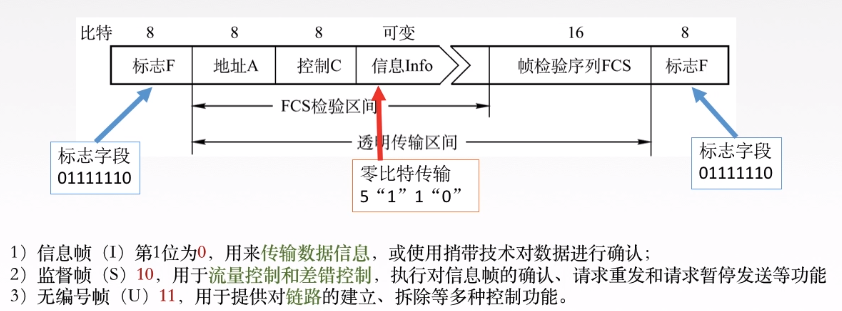 比特 8 8 8 可变 16 8
标志F 地址A 控制C 信息Info 帧检验序列FCS 标志F
FCS检验区间
透明传输区间
标志字段
01111110
零比特传输
5“1”1“0”
标志字段
01111110
1）信息帧（I）第1位为0，用来传输数据信息，或使用捎带技术对数据进行确认；
2）监督帧（S）10，用于流量控制和差错控制，执行对信息帧的确认、请求重发和请求暂停发送等功能
3）无编号帧（U）11，用于提供对链路的建立、拆除等多种控制功能。